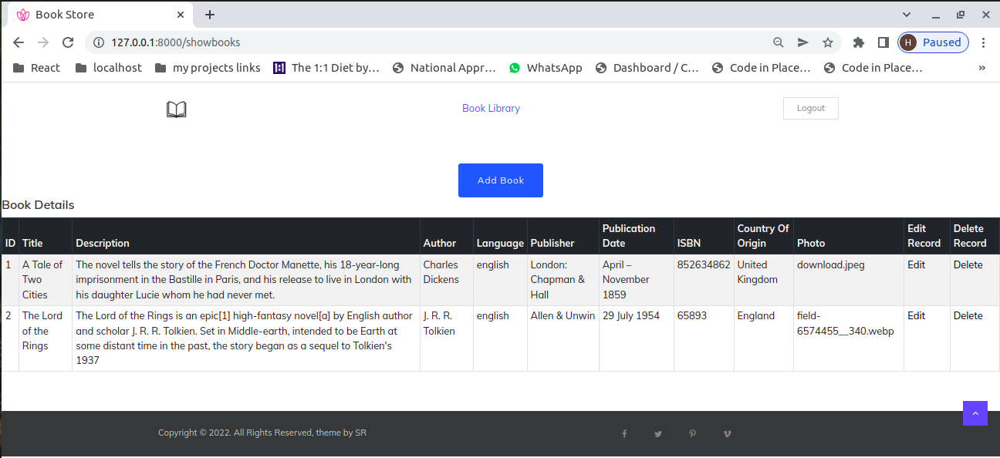 Book Store
127.0.0.1:8000/showbooks
H Paused
React localhost my projects links The 1:1 Diet by... National Appr... WhatsApp Dashboard / C... Code in Place... Code in Place... »
Book Library
Logout
Add Book
Book Details
ID Title Description Author Language Publisher Publication Date ISBN Country Of Origin Photo Edit Record Delete Record
1 A Tale of Two Cities
The novel tells the story of the French Doctor Manette, his 18-year-long
imprisonment in the Bastille in Paris, and his release to live in London with
his daughter Lucie whom he had never met.
Charles
Dickens
english
London:
Chapman &
Hall
April –
November
1859
852634862
United
Kingdom
download.jpeg
Edit
Delete
2 The Lord of the Rings
The Lord of the Rings is an epic[1] high-fantasy novel[a] by English author
and scholar J. R. R. Tolkien. Set in Middle-earth, intended to be Earth at
some distant time in the past, the story began as a sequel to Tolkien's
1937
J. R. R.
Tolkien
english
Allen & Unwin
29 July 1954
65893
England
field-
6574455__340.webp
Edit
Delete
Copyright © 2022. All Rights Reserved, theme by SR